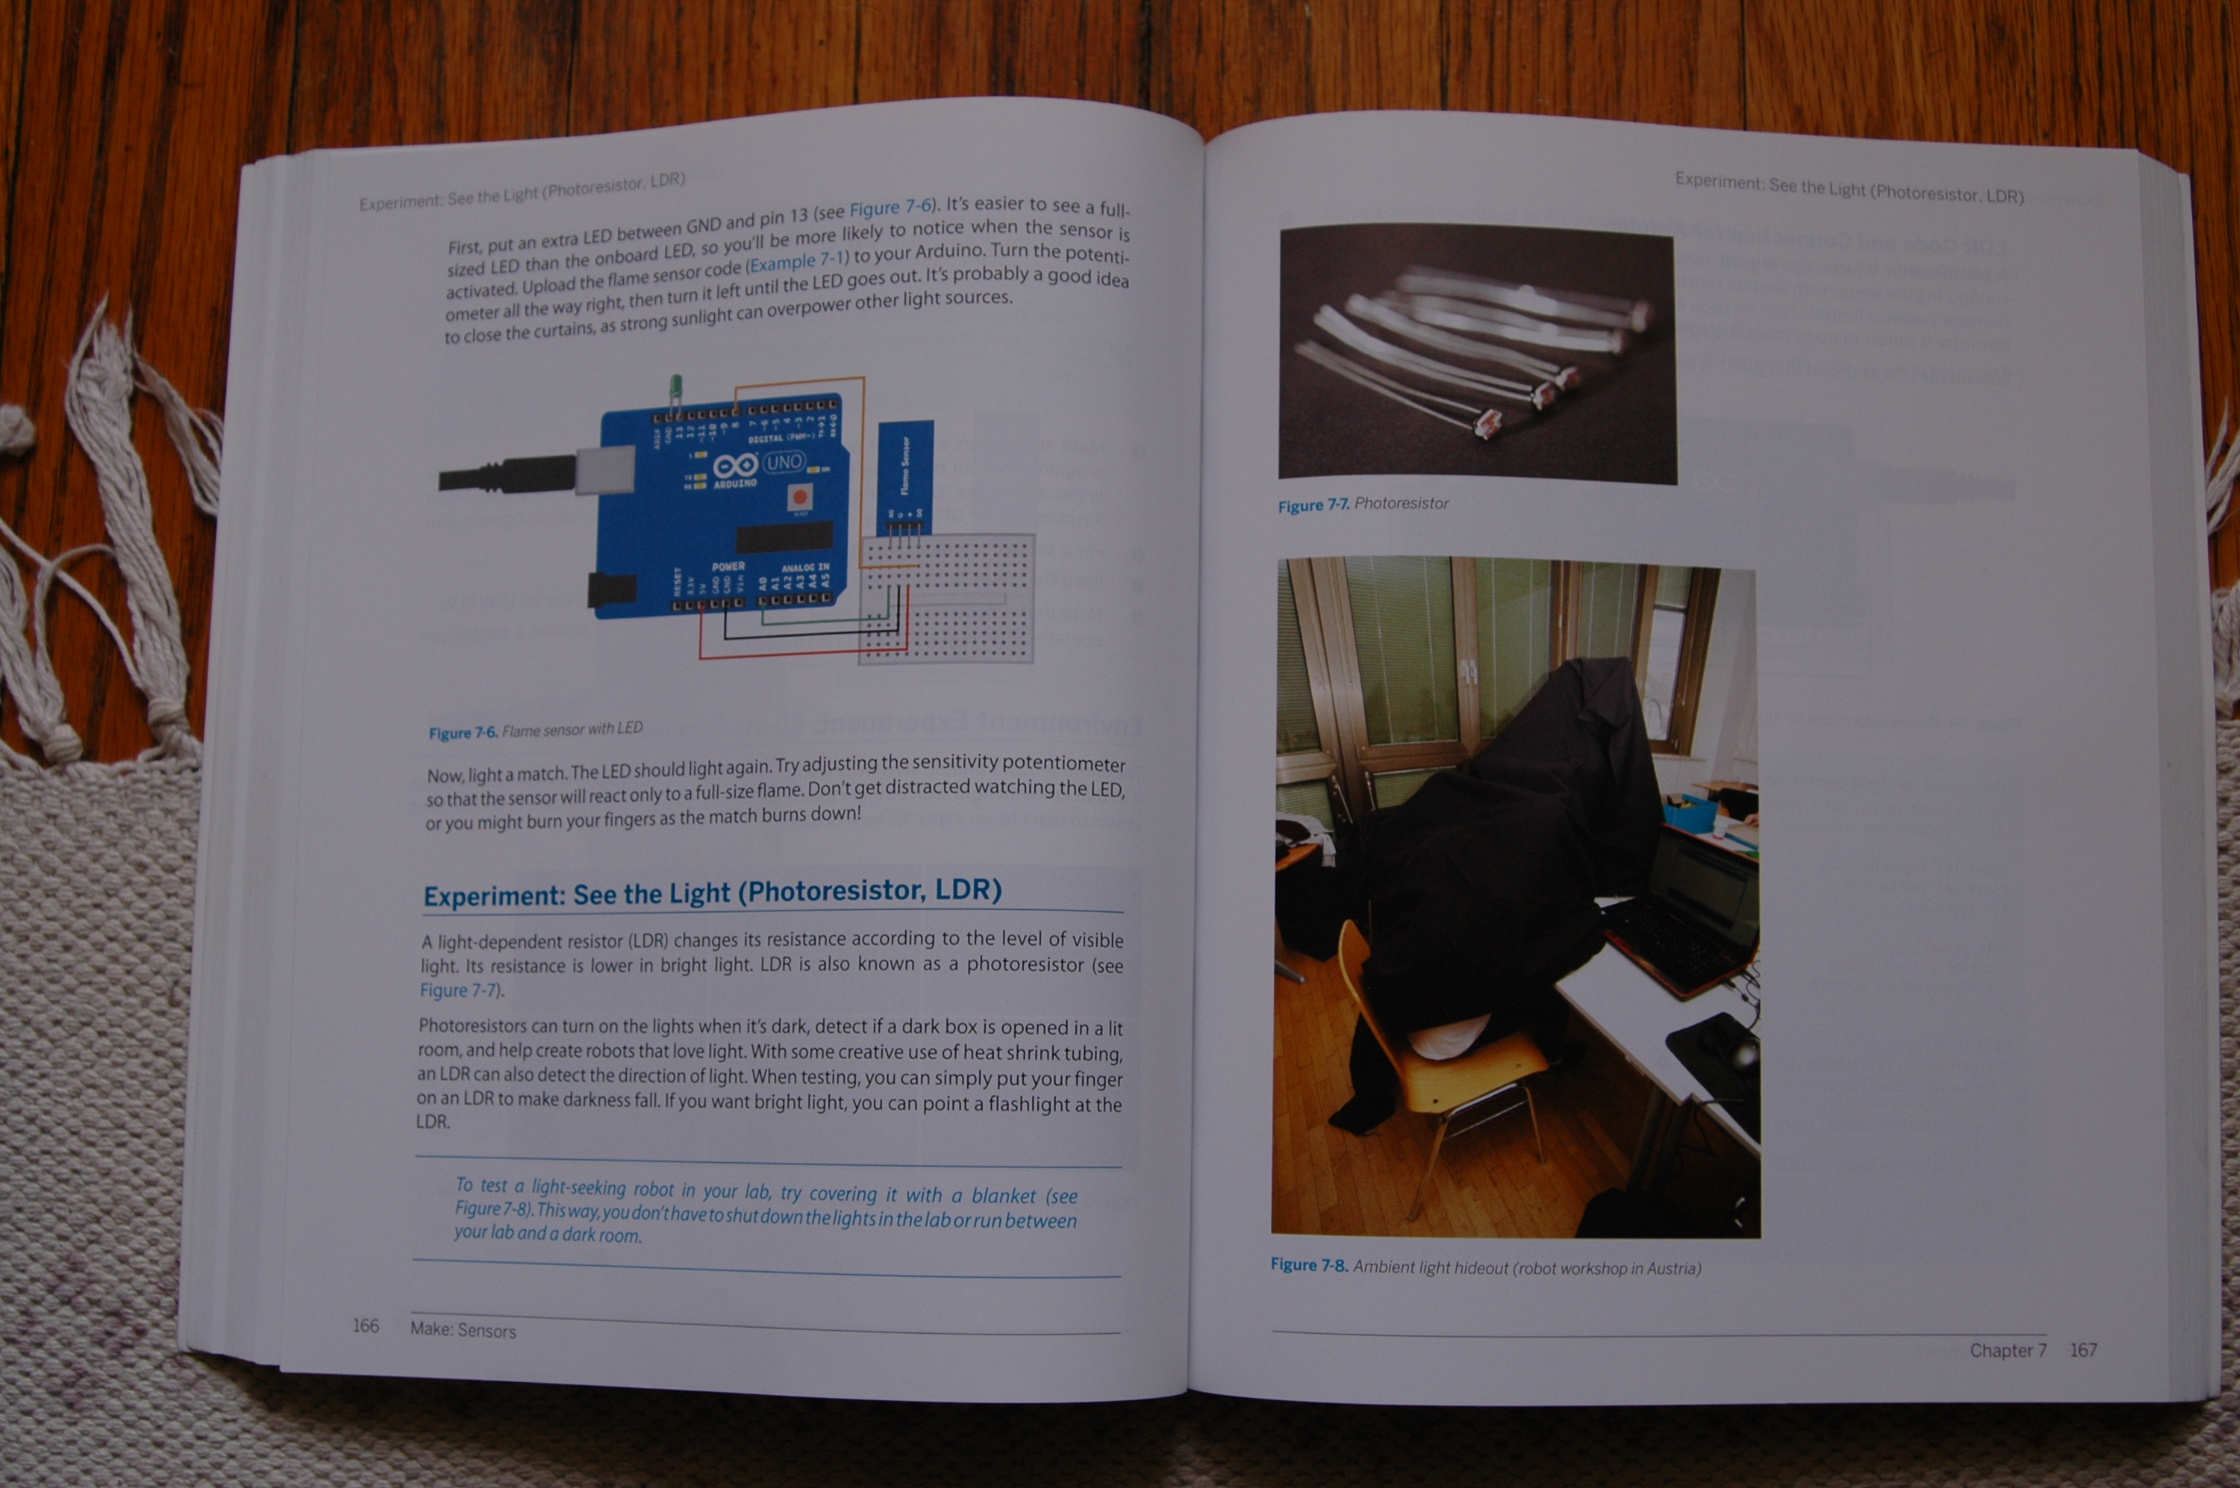 Experiment: See the Light (Photoresistor, LDR)
First, put an extra LED between GND and pin 13 (see Figure 7-6). It's easier to see a full-
sized LED than the onboard LED, so you'll be more likely to notice when the sensor is
activated. Upload the flame sensor code (Example 7-1) to your Arduino. Turn the potenti-
ometer all the way right, then turn it left until the LED goes out. It's probably a good idea
to close the curtains, as strong sunlight can overpower other light sources.
Flame Sensor
AREF
GND
13
12
DIGITAL (PWM~)
UNO
ARDUINO
L
TX
RX
ON
RESET
3.3V
5V
GND
GND
Vin
POWER
ANALOG IN
A0
A1
A2
A3
A4
A5
Figure 7-6. Flame sensor with LED
Now, light a match. The LED should light again. Try adjusting the sensitivity potentiometer
so that the sensor will react only to a full-size flame. Don't get distracted watching the LED,
or you might burn your fingers as the match burns down!
Experiment: See the Light (Photoresistor, LDR)
A light-dependent resistor (LDR) changes its resistance according to the level of visible
light. Its resistance is lower in bright light. LDR is also known as a photoresistor (see
Figure 7-7).
Photoresistors can turn on the lights when it's dark, detect if a dark box is opened in a lit
room, and help create robots that love light. With some creative use of heat shrink tubing,
an LDR can also detect the direction of light. When testing, you can simply put your finger
on an LDR to make darkness fall. If you want bright light, you can point a flashlight at the
LDR.
To test a light-seeking robot in your lab, try covering it with a blanket (see
Figure 7-8). This way, you don't have to shut down the lights in the lab or run between
your lab and a dark room.
166 Make: Sensors
Experiment: See the Light (Photoresistor, LDR)
Figure 7-7. Photoresistor
Figure 7-8. Ambient light hideout (robot workshop in Austria)
Chapter 7 167